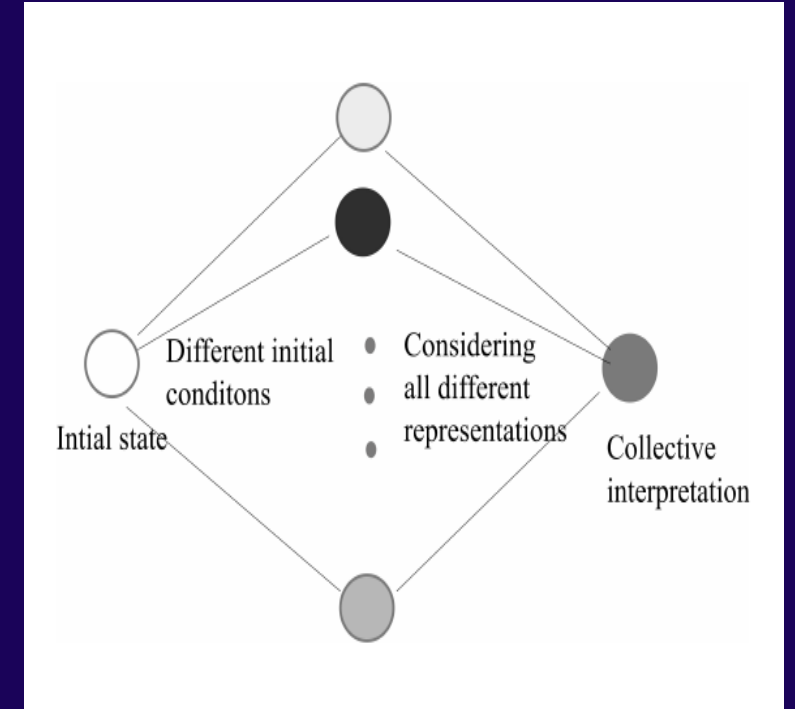 Different initial
conditons
Considering
all different
representations
Intial state
Collective
interpretation